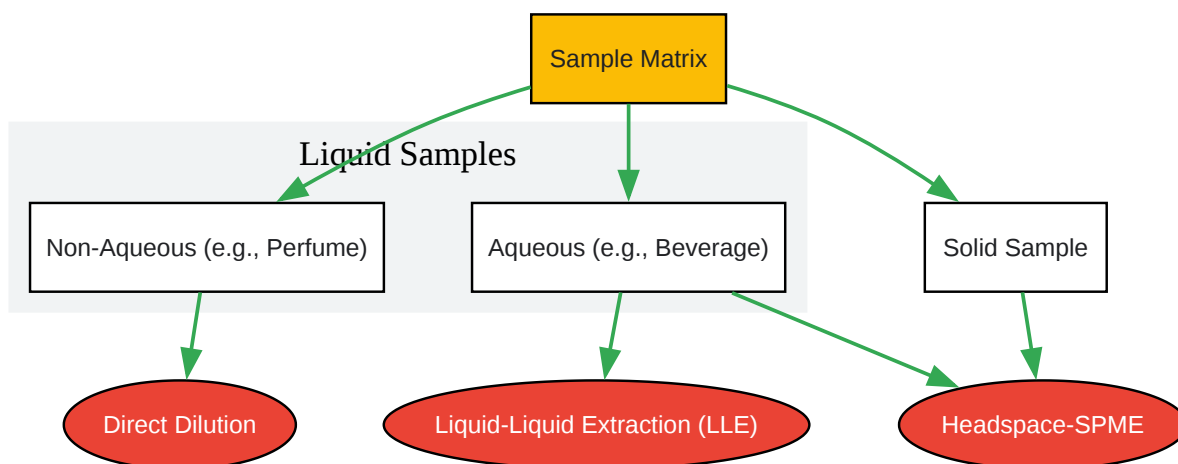 Sample Matrix
Liquid Samples
Non-Aqueous (e.g., Perfume)
Aqueous (e.g., Beverage)
Solid Sample
Direct Dilution
Liquid-Liquid Extraction (LLE)
Headspace-SPME